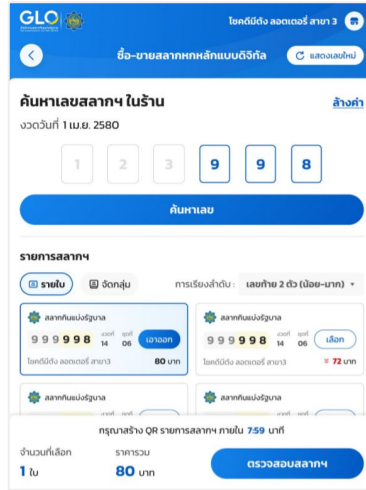 GLO
โชคดีมีตัง ลอตเตอรี่ สาขา 3
ซื้อ-ขายสลากหกหลักแบบดิจิทัล
แสดงเลขใหม่
ค้นหาเลขสลากฯ ในร้าน
ล้างค่า
งวดวันที่ 1 เม.ย. 2580
1 2 3 9 9 8
ค้นหาเลข
รายการสลากฯ
รายใบ
จัดกลุ่ม
การเรียงลำดับ :
เลขท้าย 2 ตัว (น้อย-มาก)
สลากกินแบ่งรัฐบาล
9 9 9 9 9 8
งวดที่ 14
ชุดที่ 06
เอาออก
โชคดีมีตัง ลอตเตอรี่ สาขา3
80 บาท
สลากกินแบ่งรัฐบาล
9 9 9 9 9 8
งวดที่ 14
ชุดที่ 06
เลือก
โชคดีมีตัง ลอตเตอรี่ สาขา3
72 บาท
สลากกินแบ่งรัฐบาล
สลากกินแบ่งรัฐบาล
กรุณาสร้าง QR รายการสลากฯ ภายใน 7:59 นาที
จำนวนที่เลือก
1 ใบ
ราคารวม
80 บาท
ตรวจสอบสลากฯ